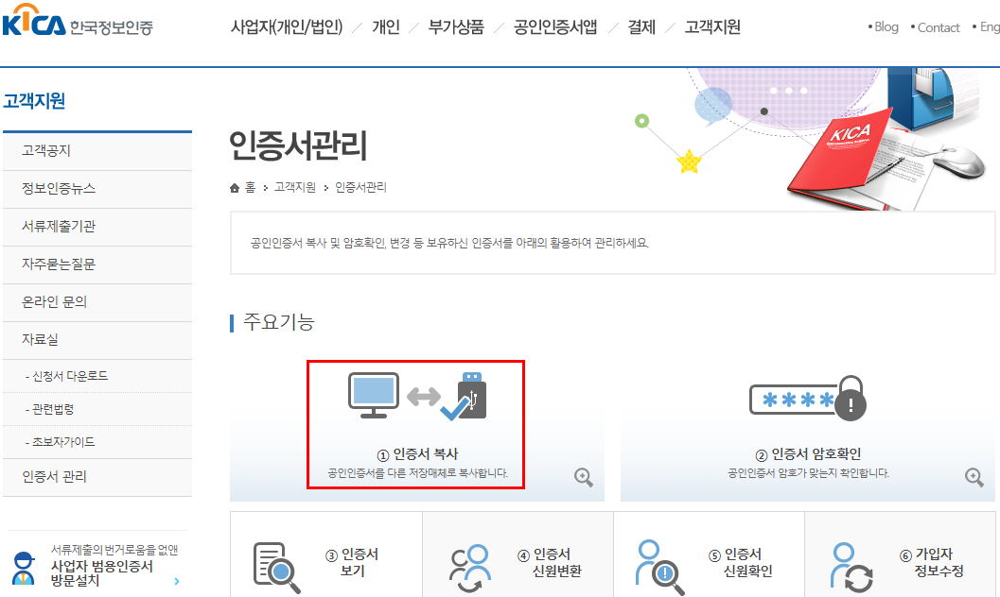 KICA 한국정보인증
사업자(개인/법인) / 개인 / 부가상품 / 공인인증서앱 / 결제 / 고객지원
• Blog • Contact • Eng
고객지원
고객공지
정보인증뉴스
서류제출기관
자주묻는질문
온라인 문의
자료실
- 신청서 다운로드
- 관련법령
- 초보자가이드
인증서 관리
서류제출의 번거로움을 없앤
사업자 범용인증서
방문설치
KICA
인증서관리
홈 > 고객지원 > 인증서관리
공인인증서 복사 및 암호확인, 변경 등 보유하신 인증서를 아래의 활용하여 관리하세요.
주요기능
① 인증서 복사
공인인증서를 다른 저장매체로 복사합니다.
****
② 인증서 암호확인
공인인증서 암호가 맞는지 확인합니다.
③ 인증서
보기
④ 인증서
신원변환
⑤ 인증서
신원확인
⑥ 가입자
정보수정